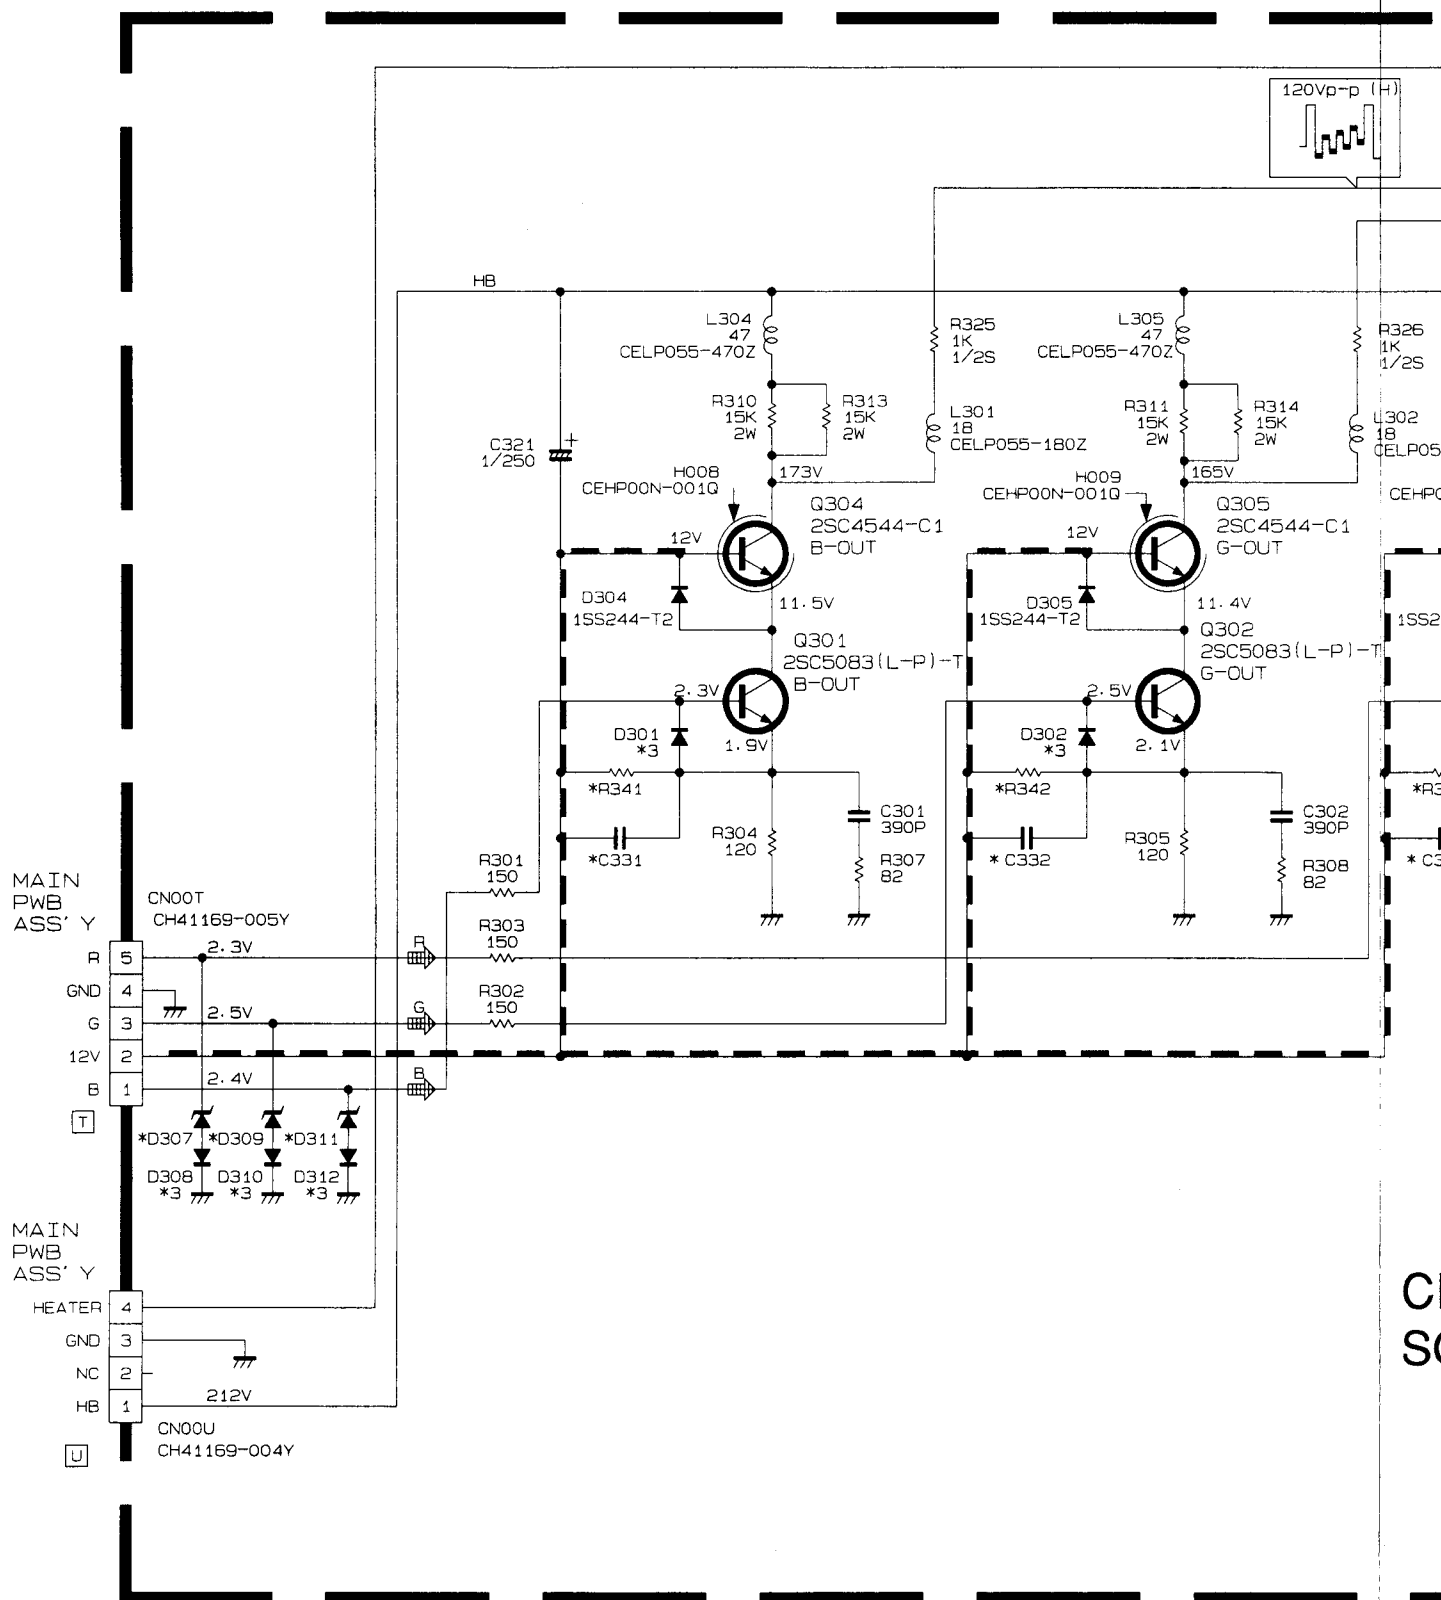 120Vp-p (H)
HB
L304
47
CELP055-470Z
R325
1K
1/2S
L305
47
CELP055-470Z
R326
1K
1/2S
R310
15K
2W
R313
15K
2W
L301
18
CELP055-180Z
R311
15K
2W
R314
15K
2W
L302
18
CELP05
C321
1/250
+
H008
CEHP00N-001Q
173V
H009
CEHP00N-001Q
165V
CEHP0
Q304
2SC4544-C1
B-OUT
12V
Q305
2SC4544-C1
G-OUT
12V
D304
1SS244-T2
11.5V
D305
1SS244-T2
11.4V
1SS2
Q301
2SC5083(L-P)-T
B-OUT
Q302
2SC5083(L-P)-T
G-OUT
2.3V
2.5V
D301
*3
1.9V
D302
*3
2.1V
*R341
*R342
*R3
C301
390P
C302
390P
R304
120
R305
120
*C331
*C332
*C3
R307
82
R308
82
R301
150
MAIN
PWB
ASS'Y
CN00T
CH41169-005Y
R303
150
R 5 2.3V R
GND 4
R302
150
G 3 2.5V G
12V 2
B 1 2.4V B
T
*D307 *D309 *D311
D308 D310 D312
*3 *3 *3
MAIN
PWB
ASS'Y
HEATER 4
GND 3
NC 2
HB 1 212V
CN00U
CH41169-004Y
U